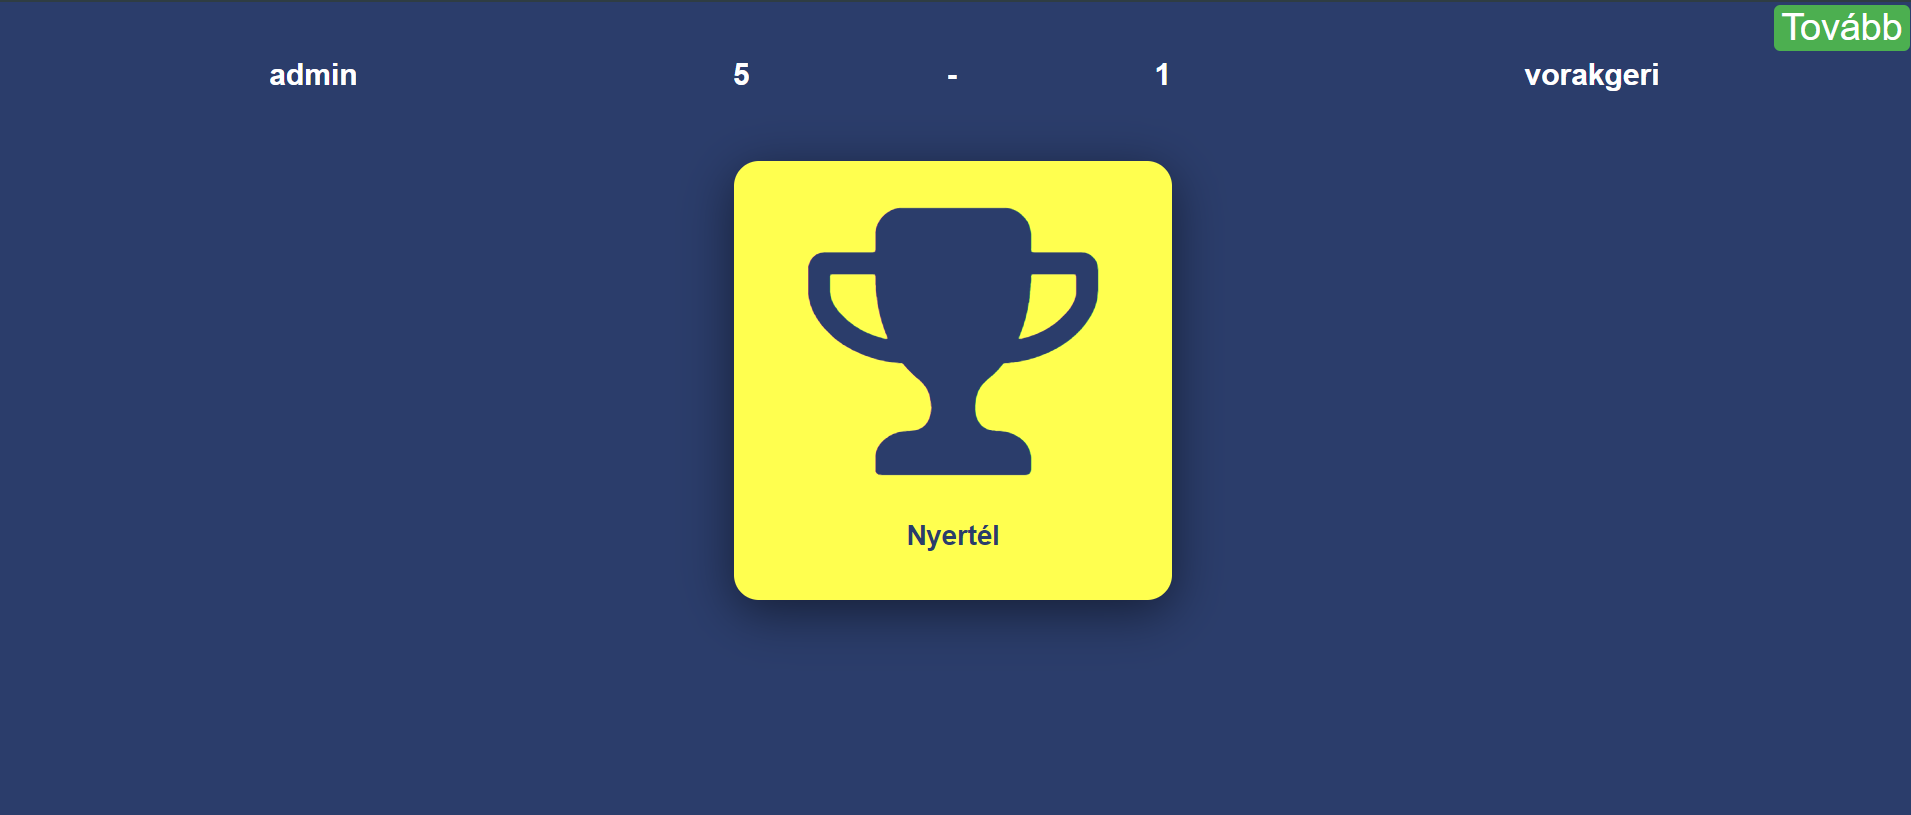 Tovább
admin 5 - 1 vorakgeri
Nyertél